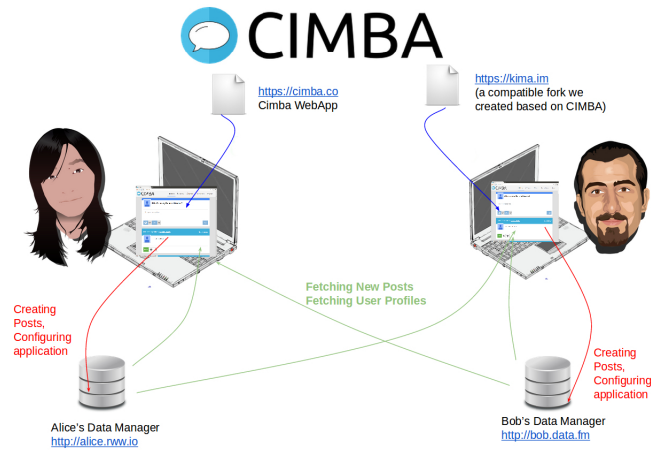 CIMBA
https://cimba.co
Cimba WebApp
https://kima.im
(a compatible fork we
created based on CIMBA)
Fetching New Posts
Fetching User Profiles
Creating
Posts,
Configuring
application
Creating
Posts,
Configuring
application
Alice's Data Manager
http://alice.rww.io
Bob's Data Manager
http://bob.data.fm